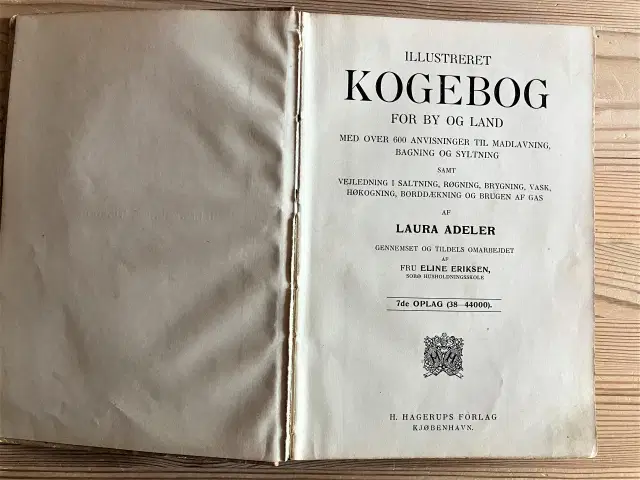 ILLUSTRERET
KOGEBOG
FOR BY OG LAND
MED OVER 600 ANVISNINGER TIL MADLAVNING,
BAGNING OG SYLTNING
SAMT
VEJLEDNING I SALTNING, RØGNING, BRYGNING, VASK,
HØKOGNING, BORDDÆKNING OG BRUGEN AF GAS
AF
LAURA ADELER
GENNEMSET OG TILDELS OMARBEJDET
AF
FRU ELINE ERIKSEN,
SORØ HUSHOLDNINGSSKOLE
7de OPLAG (38—44000).
H. HAGERUPS FORLAG
KJØBENHAVN.